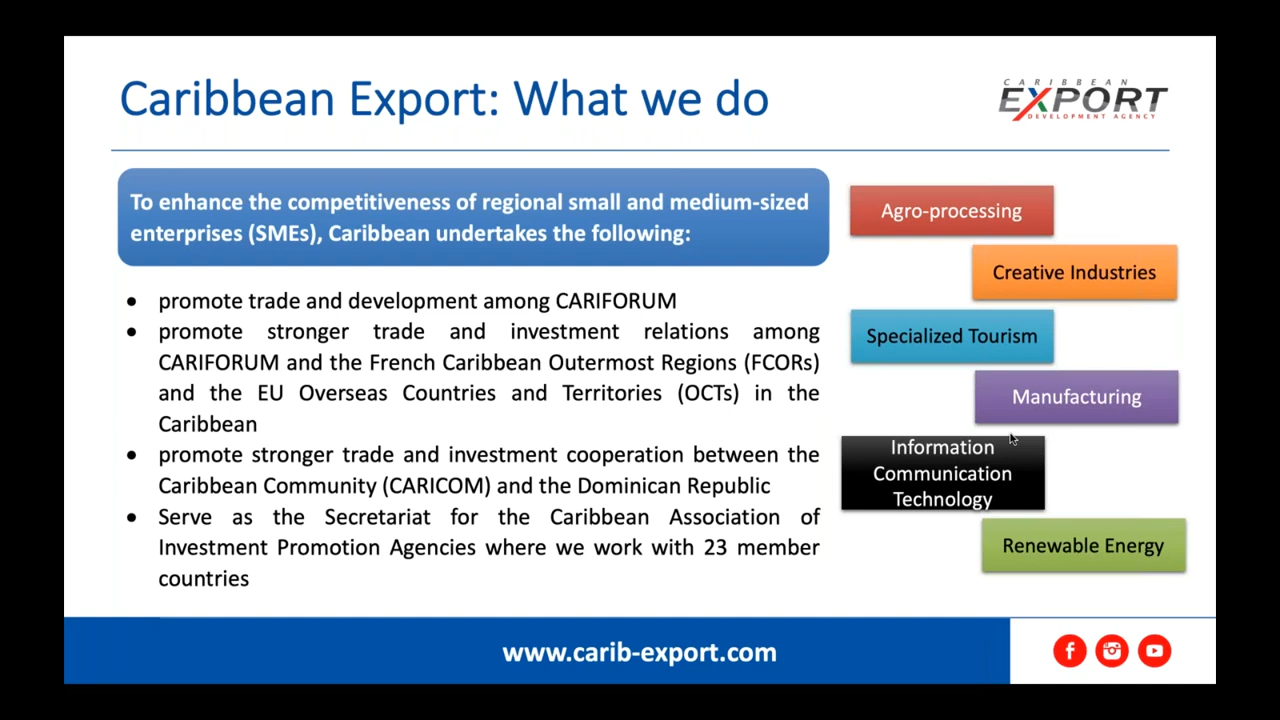 Caribbean Export: What we do
CARIBBEAN
EXPORT
DEVELOPMENT AGENCY
To enhance the competitiveness of regional small and medium-sized
enterprises (SMEs), Caribbean undertakes the following:
• promote trade and development among CARIFORUM
• promote stronger trade and investment relations among
CARIFORUM and the French Caribbean Outermost Regions (FCORs)
and the EU Overseas Countries and Territories (OCTs) in the
Caribbean
• promote stronger trade and investment cooperation between the
Caribbean Community (CARICOM) and the Dominican Republic
• Serve as the Secretariat for the Caribbean Association of
Investment Promotion Agencies where we work with 23 member
countries
Agro-processing
Creative Industries
Specialized Tourism
Manufacturing
Information
Communication
Technology
Renewable Energy
www.carib-export.com